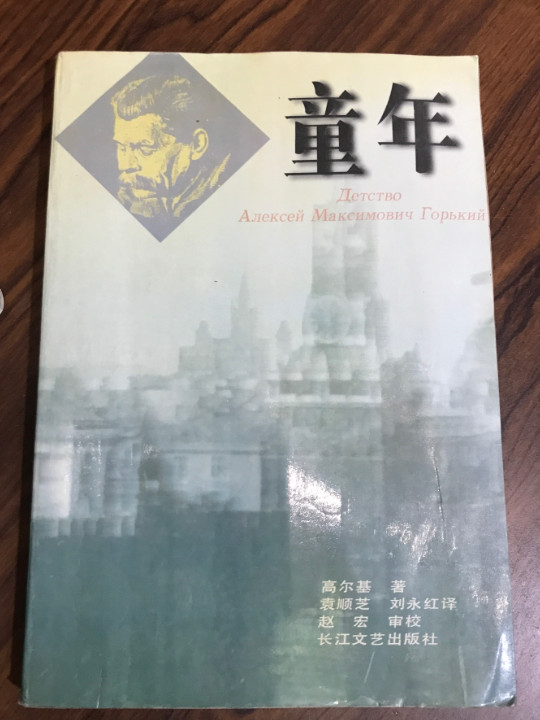 童年
Детство
Алексей Максимович Горький
高尔基 著
袁顺芝 刘永红译
赵宏 审校
长江文艺出版社